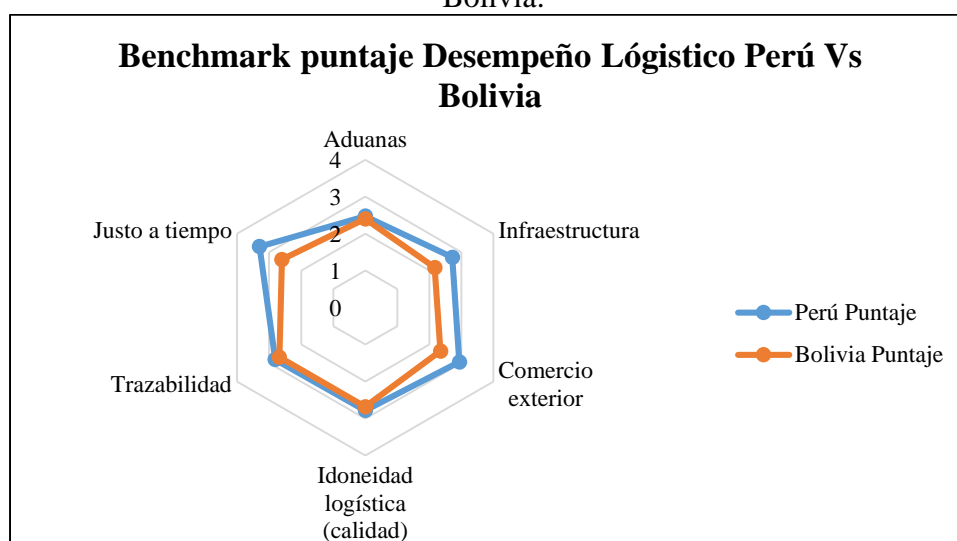 Bolivia.
Benchmark puntaje Desempeño Lógistico Perú Vs
Bolivia
Aduanas
4
3
2
1
0
Justo a tiempo
Infraestructura
Trazabilidad
Comercio
exterior
Idoneidad
logística
(calidad)
Perú Puntaje
Bolivia Puntaje